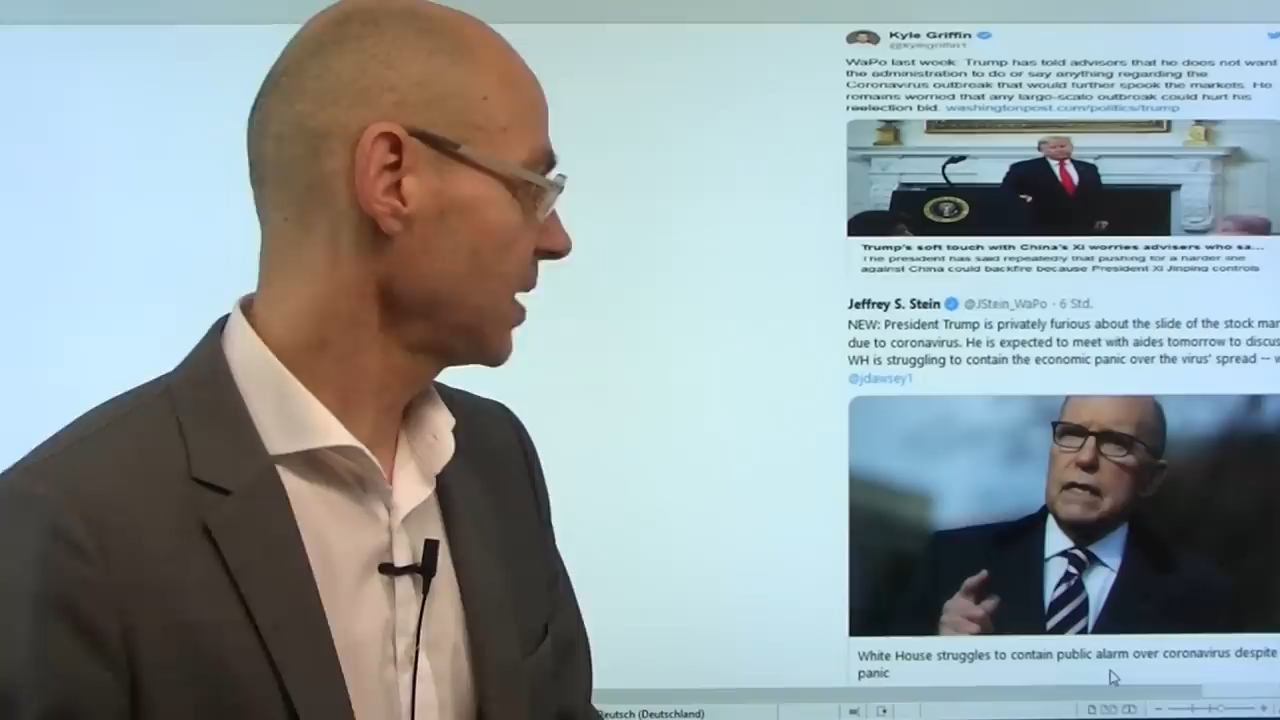 Kyle Griffin
@kylegriffin1
WaPo last week: Trump has told advisors that he does not want
the administration to do or say anything regarding the
Coronavirus outbreak that would further spook the markets. He
remains worried that any large-scale outbreak could hurt his
reelection bid. washingtonpost.com/politics/trump
Trump's soft touch with China's Xi worries advisers who sa...
The president has said repeatedly that pushing for a harder line
against China could backfire because President Xi Jinping controls
Jeffrey S. Stein @JStein_WaPo · 6 Std.
NEW: President Trump is privately furious about the slide of the stock mar
due to coronavirus. He is expected to meet with aides tomorrow to discus
WH is struggling to contain the economic panic over the virus' spread -- w
@jdawsey1
White House struggles to contain public alarm over coronavirus despite
panic
Deutsch (Deutschland)